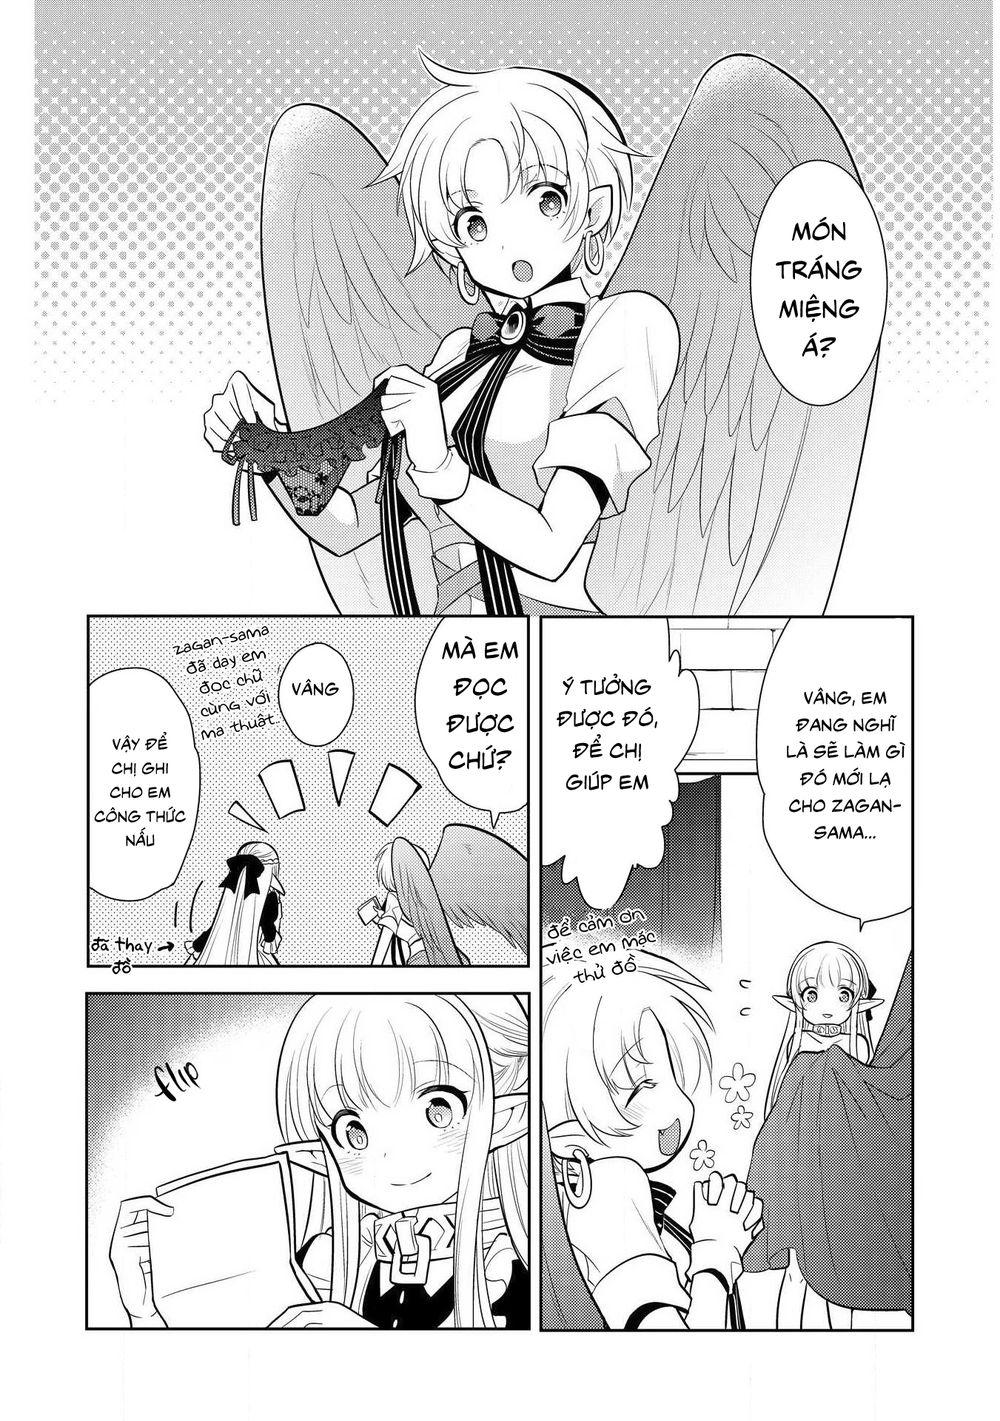 MÓN
TRÁNG
MIỆNG
Á?
VÂNG, EM
ĐANG NGHĨ
LÀ SẼ LÀM GÌ
ĐÓ MỚI LẠ
CHO ZAGAN-
SAMA...
Ý TƯỞNG
ĐƯỢC ĐÓ,
ĐỂ CHỊ
GIÚP EM
để cảm ơn
việc em mặc
thử đồ
MÀ EM
ĐỌC
ĐƯỢC
CHỨ?
VÂNG
zagan-sama
đã dạy em
đọc chữ
cùng với
ma thuật
VẬY ĐỂ
CHỊ GHI
CHO EM
CÔNG THỨC
NẤU
đã thay →
đồ
flip